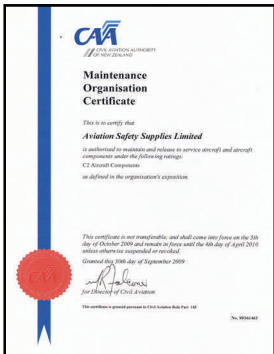 CAA
CIVIL AVIATION AUTHORITY
OF NEW ZEALAND
Maintenance
Organisation
Certificate
This is to certify that
Aviation Safety Supplies Limited
is authorised to maintain and release to service aircraft and aircraft
components under the following ratings:
C2 Aircraft Components
as defined in the organisation's exposition.
This certificate is not transferable, and shall come into force on the 5th
day of October 2009 and remain in force until the 4th day of April 2010
unless otherwise suspended or revoked.
Granted this 30th day of September 2009
for Director of Civil Aviation
This certificate is granted pursuant to Civil Aviation Rule Part 145
CAA